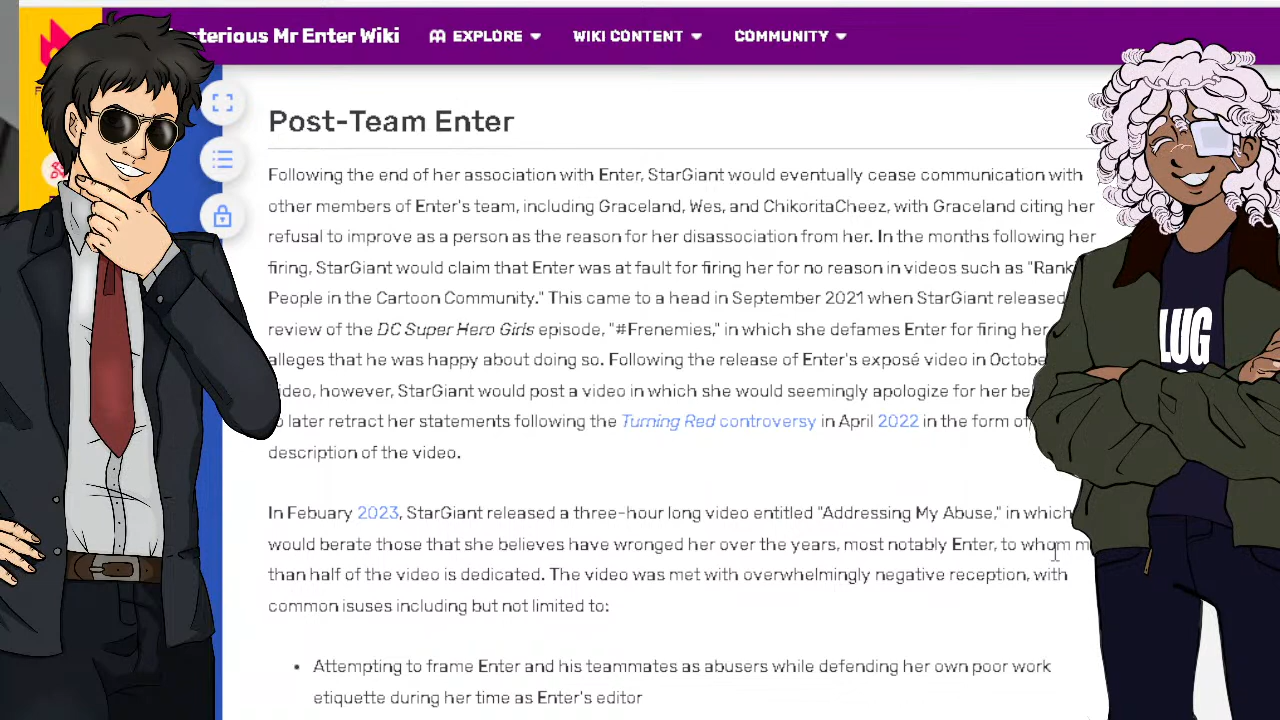 sterious Mr Enter Wiki EXPLORE WIKI CONTENT COMMUNITY
Post-Team Enter
Following the end of her association with Enter, StarGiant would eventually cease communication with
other members of Enter's team, including Graceland, Wes, and ChikoritaCheez, with Graceland citing her
refusal to improve as a person as the reason for her disassociation from her. In the months following her
firing, StarGiant would claim that Enter was at fault for firing her for no reason in videos such as "Rank
People in the Cartoon Community." This came to a head in September 2021 when StarGiant released
review of the DC Super Hero Girls episode, "#Frenemies," in which she defames Enter for firing her
alleges that he was happy about doing so. Following the release of Enter's exposé video in Octobe
video, however, StarGiant would post a video in which she would seemingly apologize for her be
later retract her statements following the Turning Red controversy in April 2022 in the form of
description of the video.
In Febuary 2023, StarGiant released a three-hour long video entitled "Addressing My Abuse," in which
would berate those that she believes have wronged her over the years, most notably Enter, to whom m
than half of the video is dedicated. The video was met with overwhelmingly negative reception, with
common isuses including but not limited to:
• Attempting to frame Enter and his teammates as abusers while defending her own poor work
etiquette during her time as Enter's editor
LUG